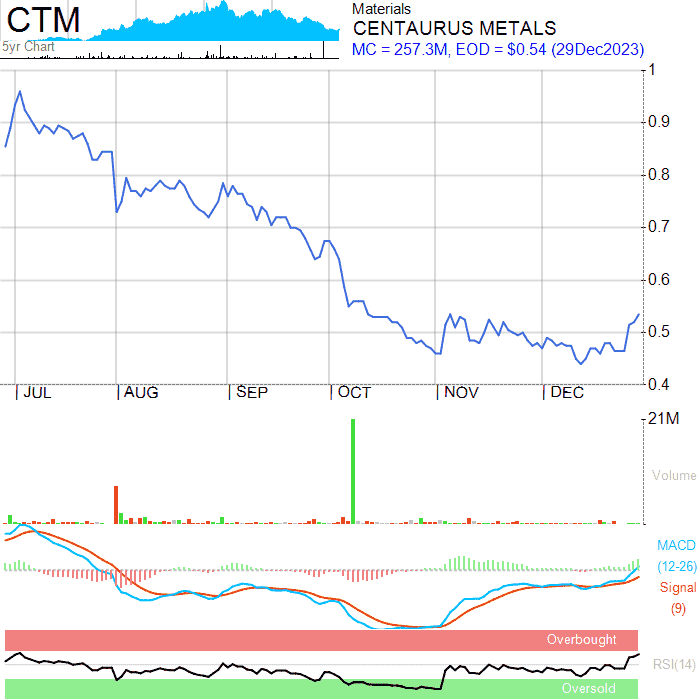 CTM
5yr Chart
Materials
CENTAURUS METALS
MC = 257.3M, EOD = $0.54 (29Dec2023)
1
0.9
0.8
0.7
0.6
0.5
0.4
JUL AUG SEP OCT NOV DEC
21M
Volume
MACD
(12-26)
Signal
(9)
Overbought
RSI(14)
Oversold